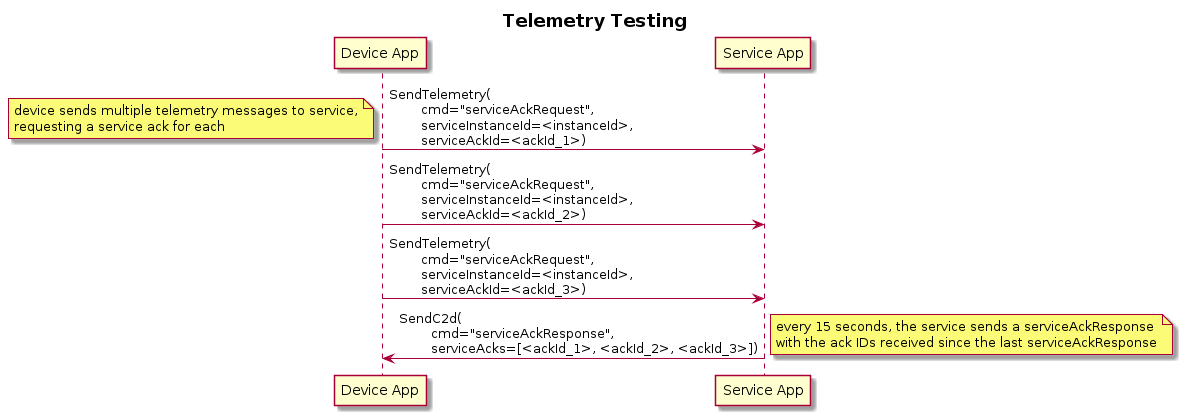 Telemetry Testing
Device App
Service App
device sends multiple telemetry messages to service,
requesting a service ack for each
SendTelemetry(
cmd="serviceAckRequest",
serviceInstanceId=<instanceId>,
serviceAckId=<ackId_1>)
SendTelemetry(
cmd="serviceAckRequest",
serviceInstanceId=<instanceId>,
serviceAckId=<ackId_2>)
SendTelemetry(
cmd="serviceAckRequest",
serviceInstanceId=<instanceId>,
serviceAckId=<ackId_3>)
SendC2d(
cmd="serviceAckResponse",
serviceAcks=[<ackId_1>, <ackId_2>, <ackId_3>])
every 15 seconds, the service sends a serviceAckResponse
with the ack IDs received since the last serviceAckResponse
Device App
Service App